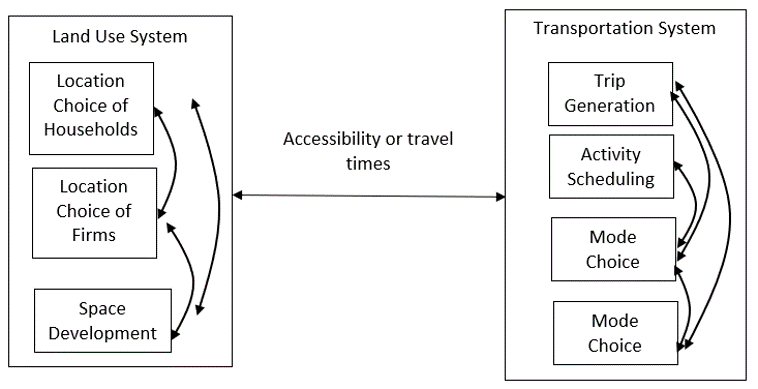 Land Use System
Location
Choice of
Households
Location
Choice of
Firms
Space
Development
Accessibility or travel
times
Transportation System
Trip
Generation
Activity
Scheduling
Mode
Choice
Mode
Choice